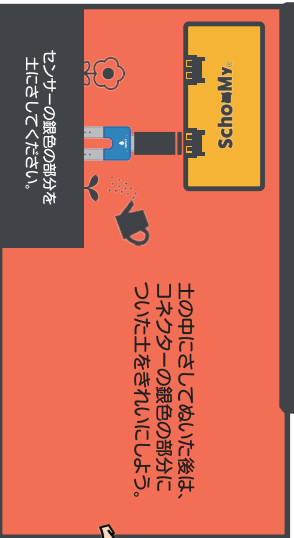 SchooMy
土の中にさしてぬいた後は、
コネクターの銀色の部分に
ついた土をきれいにしよう。
センサーの銀色の部分を
土にさしてください。